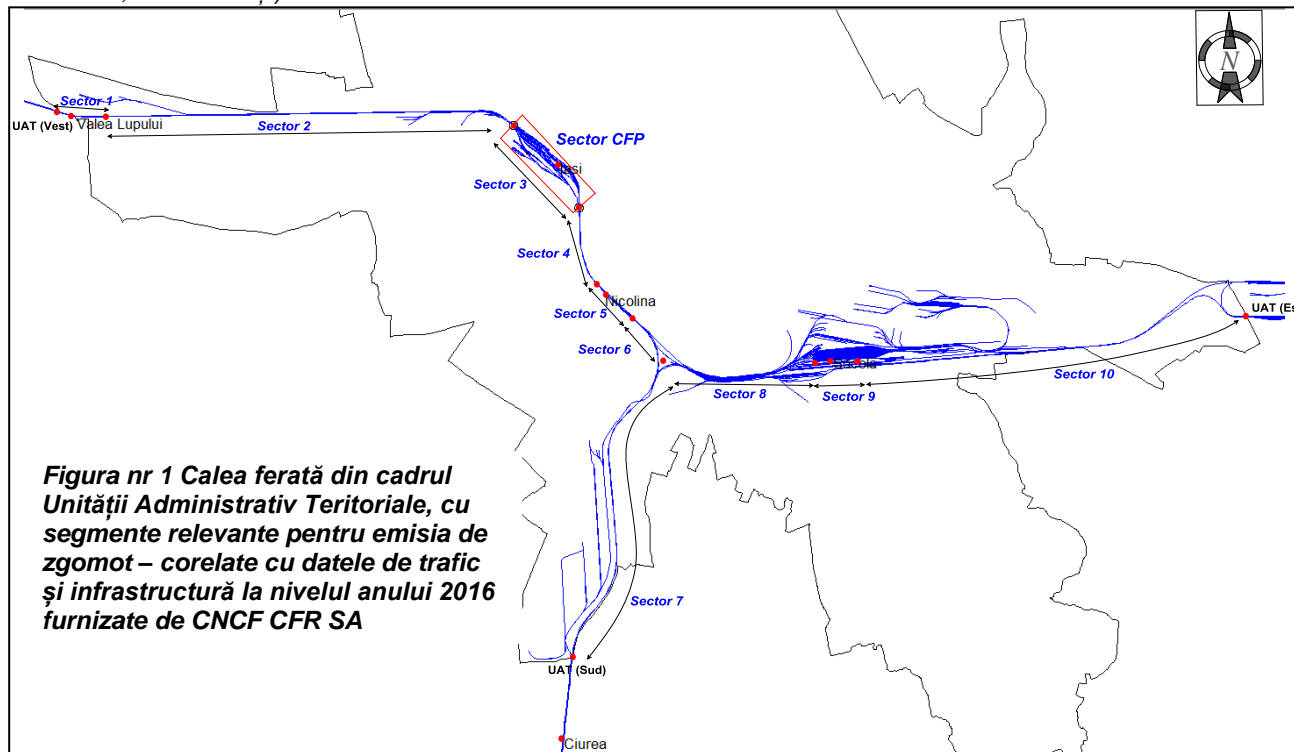 N
Sector 1
UAT (Vest)
Valea Lupului
Sector 2
Sector CFP
Iasi
Sector 3
Sector 4
Nicolina
Sector 5
UAT (Es
Sector 6
Socola
Sector 10
Sector 8
Sector 9
Figura nr 1 Calea ferată din cadrul
Unității Administrativ Teritoriale, cu
segmente relevante pentru emisia de
zgomot – corelate cu datele de trafic
și infrastructură la nivelul anului 2016
furnizate de CNCF CFR SA
Sector 7
UAT (Sud)
Ciurea